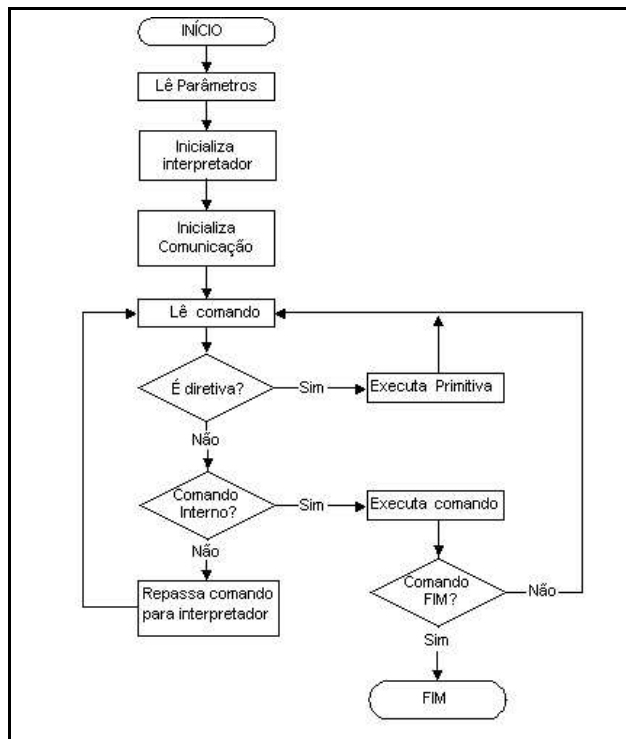 INÍCIO
Lê Parâmetros
Inicializa
interpretador
Inicializa
Comunicação
Lê comando
É diretiva?
Sim
Executa Primitiva
Não
Comando
Interno?
Sim
Executa comando
Não
Repassa comando
para interpretador
Comando
FIM?
Não
Sim
FIM